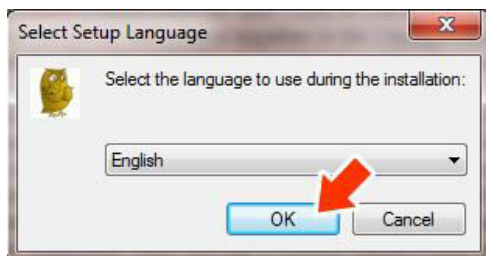 Select Setup Language
Select the language to use during the installation:
English
OK
Cancel